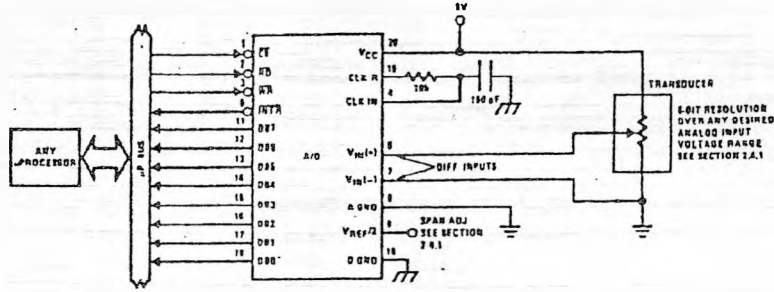 5V
1
CS
2
RD
3
WR
5
INTR
11
DB7
12
DB6
13
DB5
14
DB4
15
DB3
16
DB2
17
DB1
18
DB0
ANY
µPROCESSOR
µP BUS
A/D
VCC
20
CLK R
19
10k
150 pF
CLK IN
4
VIN(+)
6
DIFF INPUTS
VIN(–)
7
A GND
8
VREF/2
9
SPAN ADJ
SEE SECTION
2.4.1
D GND
10
TRANSDUCER
8-BIT RESOLUTION
OVER ANY DESIRED
ANALOG INPUT
VOLTAGE RANGE
SEE SECTION 2.4.1